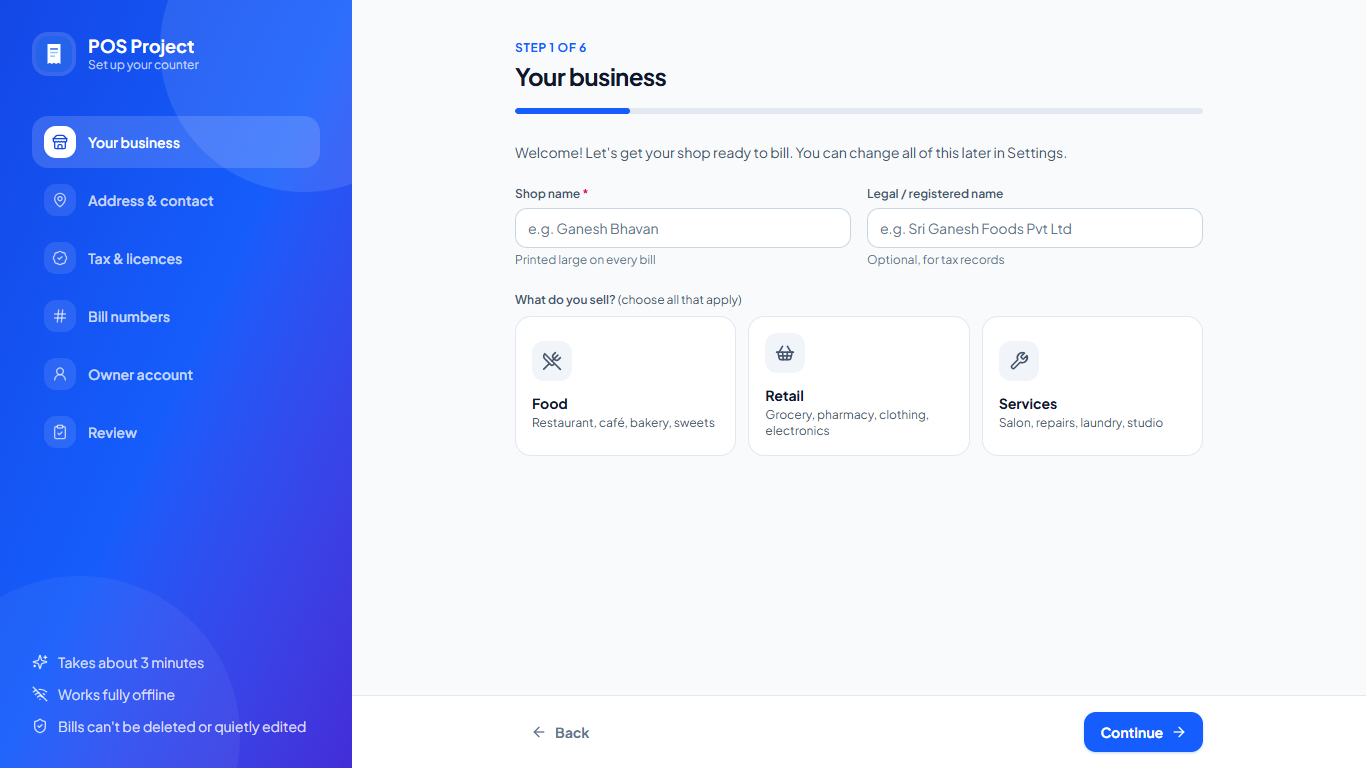 POS Project
Set up your counter
Your business
Address & contact
Tax & licences
Bill numbers
Owner account
Review
Takes about 3 minutes
Works fully offline
Bills can't be deleted or quietly edited
STEP 1 OF 6
Your business
Welcome! Let's get your shop ready to bill. You can change all of this later in Settings.
Shop name *
e.g. Ganesh Bhavan
Printed large on every bill
Legal / registered name
e.g. Sri Ganesh Foods Pvt Ltd
Optional, for tax records
What do you sell? (choose all that apply)
Food
Restaurant, café, bakery, sweets
Retail
Grocery, pharmacy, clothing,
electronics
Services
Salon, repairs, laundry, studio
Back
Continue